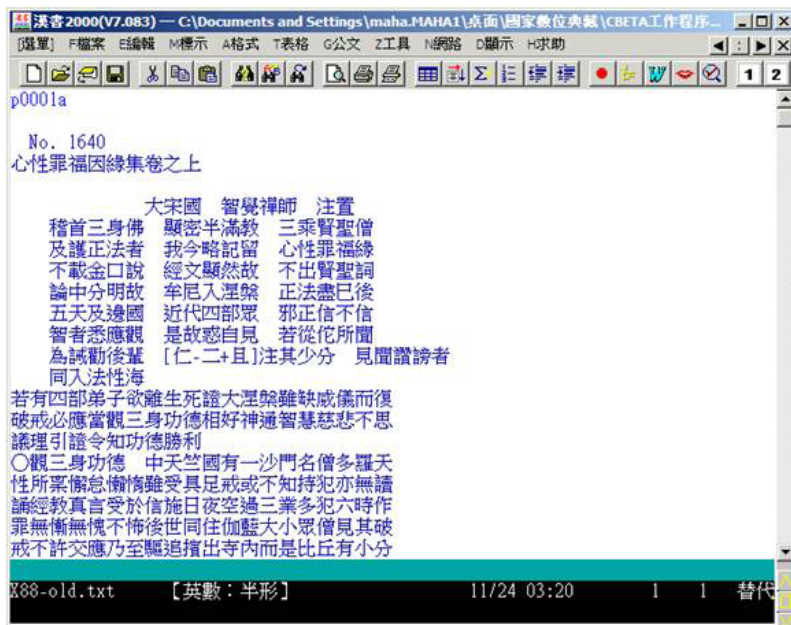 漢書2000(V7.083) — C:\Documents and Settings\maha.MAHA1\桌面\國家數位典藏\CBETA工作程序...
[選單] F檔案 E編輯 M標示 A格式 T表格 G公文 Z工具 N網路 D顯示 H求助
1 2
p0001a
No. 1640
心性罪福因緣集卷之上
大宋國 智覺禪師 注置
稽首三身佛 顯密半滿教 三乘賢聖僧
及護正法者 我今略記留 心性罪福緣
不載金口說 經文顯然故 不出賢聖詞
論中分明故 牟尼入涅槃 正法盡已後
五天及邊國 近代四部眾 邪正信不信
智者悉應觀 是故惑自見 若從佗所聞
為誡勸後輩 [仁-二+且]注其少分 見聞讚謗者
同入法性海
若有四部弟子欲離生死證大涅槃雖缺威儀而復
破戒必應當觀三身功德相好神通智慧慈悲不思
議理引證令知功德勝利
○觀三身功德 中天竺國有一沙門名僧多羅天
性所稟懈怠懶惰雖受具足戒或不知持犯亦無讀
誦經教真言受於信施日夜空過三業多犯六時作
罪無慚無愧不怖後世同住伽藍大小眾僧見其破
戒不許交應乃至驅追擯出寺內而是比丘有小分
X88-old.txt 【英數：半形】 11/24 03:20 1 1 替代